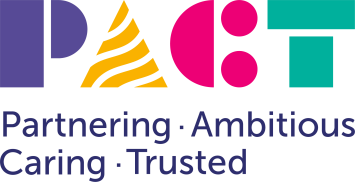 PACT
Partnering · Ambitious
Caring · Trusted